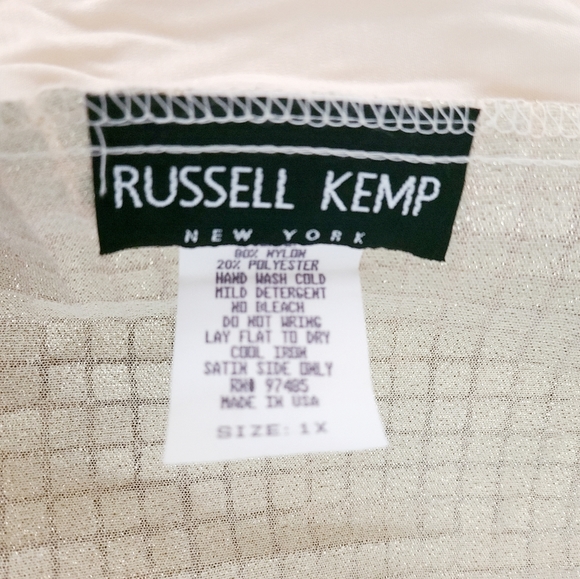 RUSSELL KEMP
NEW YORK
80% NYLON
20% POLYESTER
HAND WASH COLD
MILD DETERGENT
NO BLEACH
DO NOT WRING
LAY FLAT TO DRY
COOL IRON
SATIN SIDE ONLY
RN# 97485
MADE IN USA
SIZE: 1X